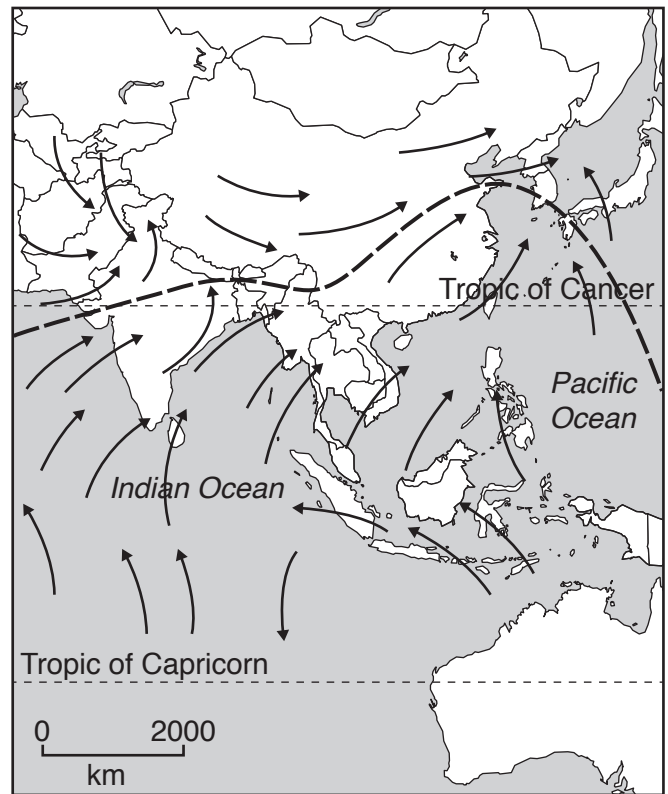 Tropic of Cancer
Pacific
Ocean
Indian Ocean
Tropic of Capricorn
0 2000
km